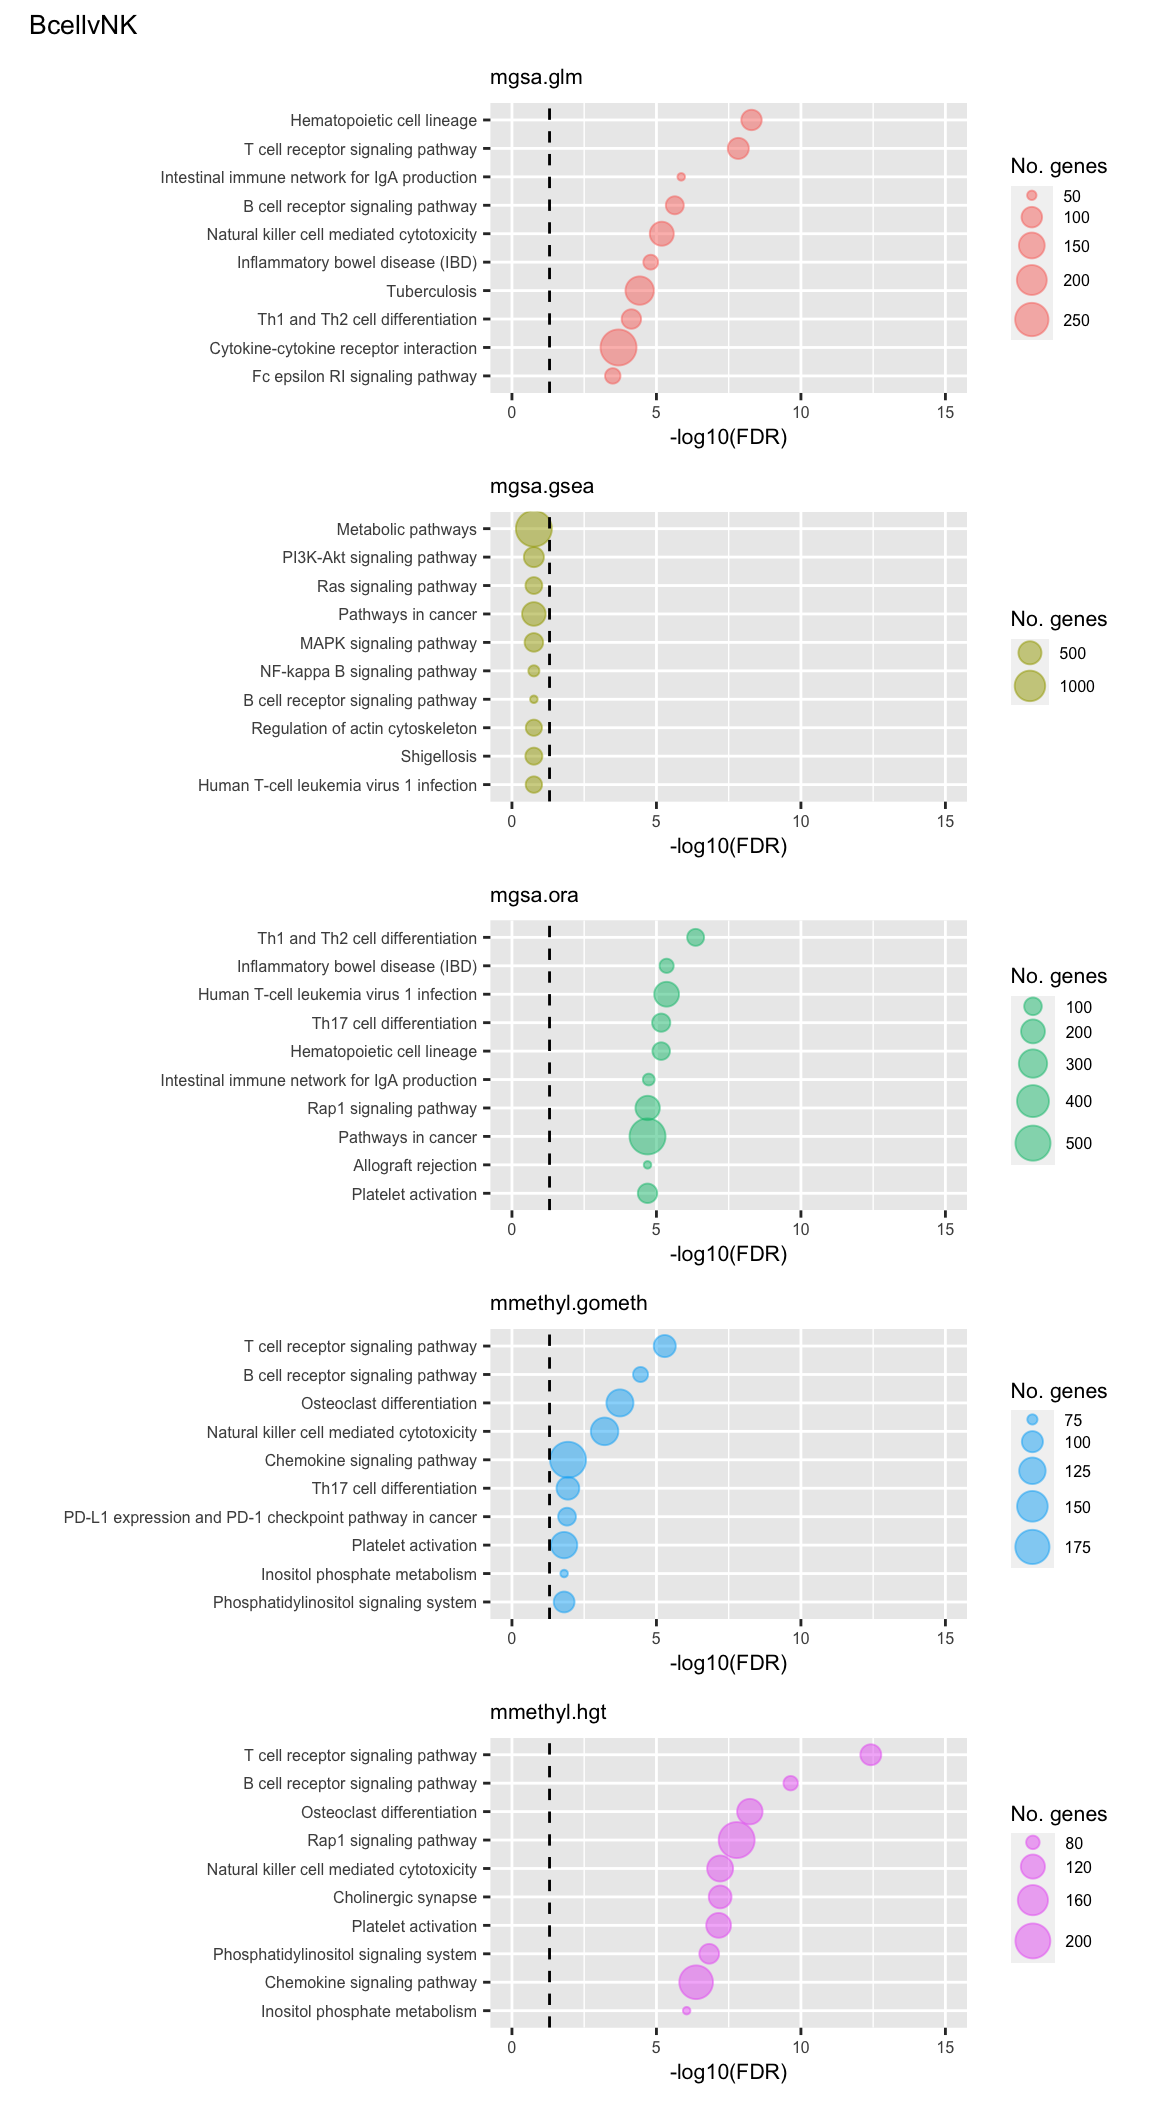 BcellvNK
mgsa.glm
Hematopoietic cell lineage
T cell receptor signaling pathway
Intestinal immune network for IgA production
B cell receptor signaling pathway
Natural killer cell mediated cytotoxicity
Inflammatory bowel disease (IBD)
Tuberculosis
Th1 and Th2 cell differentiation
Cytokine-cytokine receptor interaction
Fc epsilon RI signaling pathway
0 5 10 15
-log10(FDR)
No. genes
50
100
150
200
250
mgsa.gsea
Metabolic pathways
PI3K-Akt signaling pathway
Ras signaling pathway
Pathways in cancer
MAPK signaling pathway
NF-kappa B signaling pathway
B cell receptor signaling pathway
Regulation of actin cytoskeleton
Shigellosis
Human T-cell leukemia virus 1 infection
0 5 10 15
-log10(FDR)
No. genes
500
1000
mgsa.ora
Th1 and Th2 cell differentiation
Inflammatory bowel disease (IBD)
Human T-cell leukemia virus 1 infection
Th17 cell differentiation
Hematopoietic cell lineage
Intestinal immune network for IgA production
Rap1 signaling pathway
Pathways in cancer
Allograft rejection
Platelet activation
0 5 10 15
-log10(FDR)
No. genes
100
200
300
400
500
mmethyl.gometh
T cell receptor signaling pathway
B cell receptor signaling pathway
Osteoclast differentiation
Natural killer cell mediated cytotoxicity
Chemokine signaling pathway
Th17 cell differentiation
PD-L1 expression and PD-1 checkpoint pathway in cancer
Platelet activation
Inositol phosphate metabolism
Phosphatidylinositol signaling system
0 5 10 15
-log10(FDR)
No. genes
75
100
125
150
175
mmethyl.hgt
T cell receptor signaling pathway
B cell receptor signaling pathway
Osteoclast differentiation
Rap1 signaling pathway
Natural killer cell mediated cytotoxicity
Cholinergic synapse
Platelet activation
Phosphatidylinositol signaling system
Chemokine signaling pathway
Inositol phosphate metabolism
0 5 10 15
-log10(FDR)
No. genes
80
120
160
200